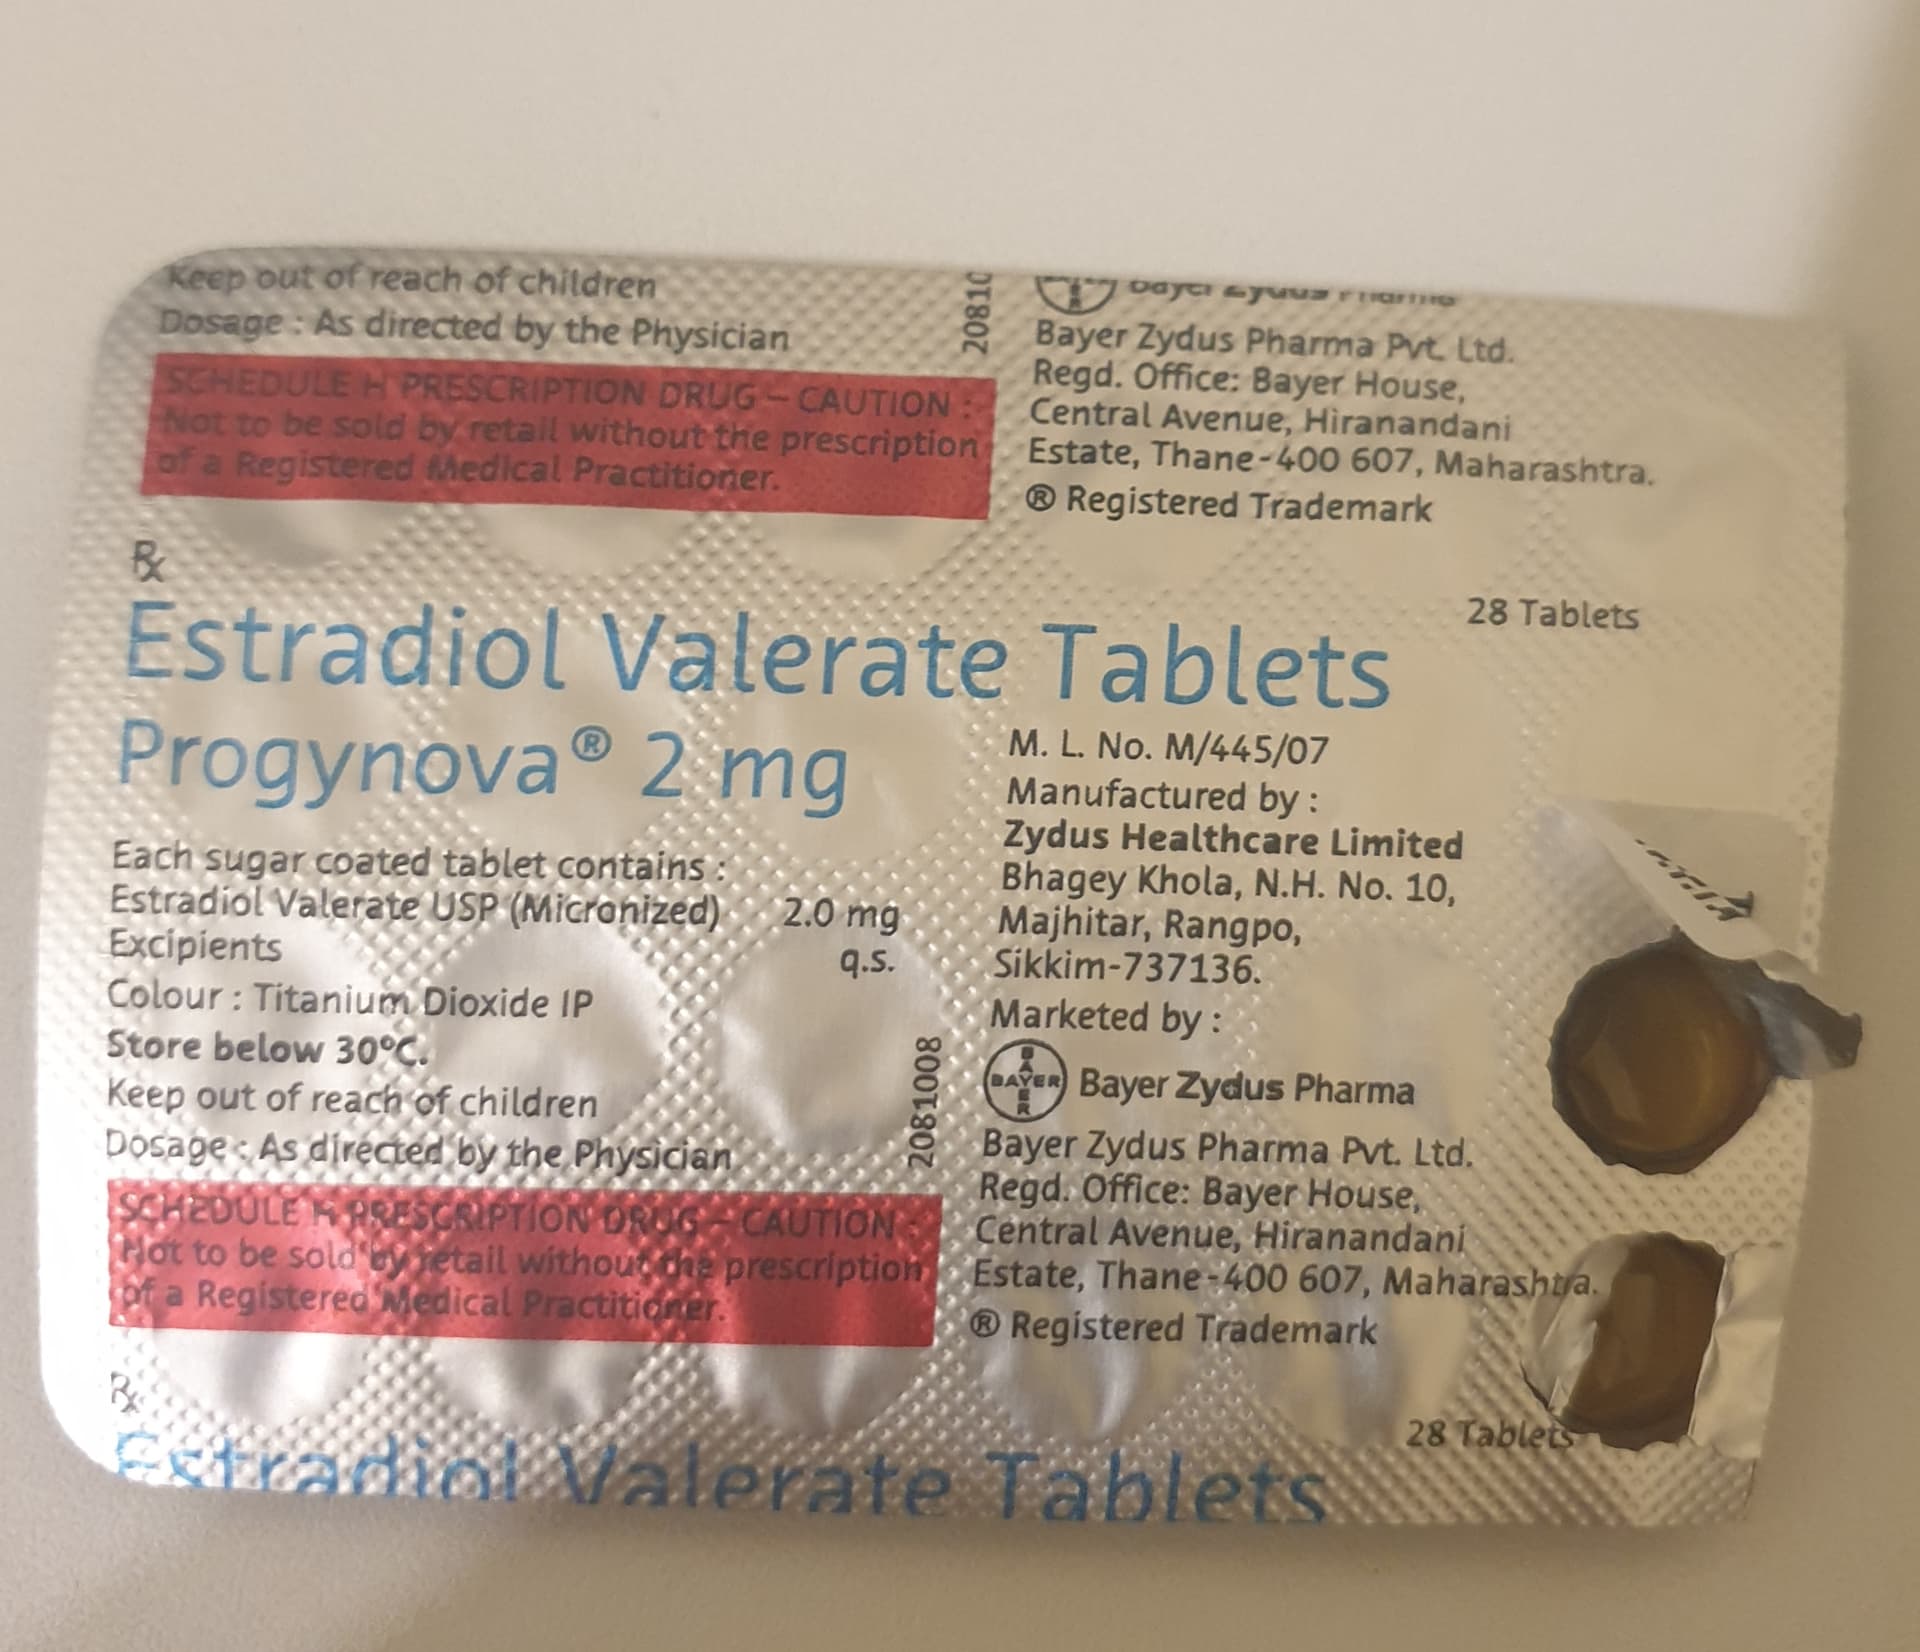 Keep out of reach of children
Dosage : As directed by the Physician
SCHEDULE H PRESCRIPTION DRUG – CAUTION :
Not to be sold by retail without the prescription
of a Registered Medical Practitioner.
20810
Bayer Zydus Pharma
Bayer Zydus Pharma Pvt. Ltd.
Regd. Office: Bayer House,
Central Avenue, Hiranandani
Estate, Thane-400 607, Maharashtra.
® Registered Trademark
Rx
28 Tablets
Estradiol Valerate Tablets
Progynova® 2 mg
Each sugar coated tablet contains :
Estradiol Valerate USP (Micronized) 2.0 mg
Excipients q.s.
Colour : Titanium Dioxide IP
Store below 30°C.
Keep out of reach of children
Dosage : As directed by the Physician
SCHEDULE H PRESCRIPTION DRUG – CAUTION :
Not to be sold by retail without the prescription
of a Registered Medical Practitioner.
2081008
M. L. No. M/445/07
Manufactured by :
Zydus Healthcare Limited
Bhagey Khola, N.H. No. 10,
Majhitar, Rangpo,
Sikkim-737136.
Marketed by :
BAYER
BAYER
Bayer Zydus Pharma
Bayer Zydus Pharma Pvt. Ltd.
Regd. Office: Bayer House,
Central Avenue, Hiranandani
Estate, Thane-400 607, Maharashtra.
® Registered Trademark
Rx
28 Tablets
Estradiol Valerate Tablets